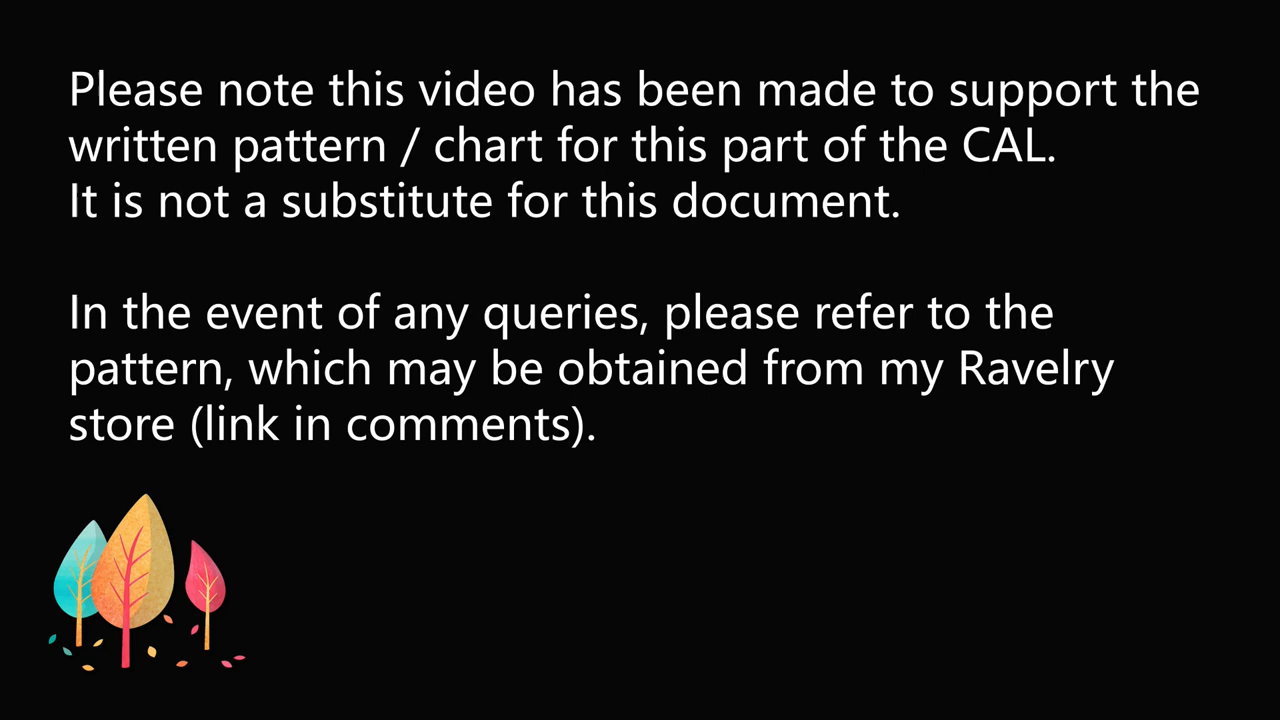 Please note this video has been made to support the
written pattern / chart for this part of the CAL.
It is not a substitute for this document.
In the event of any queries, please refer to the
pattern, which may be obtained from my Ravelry
store (link in comments).